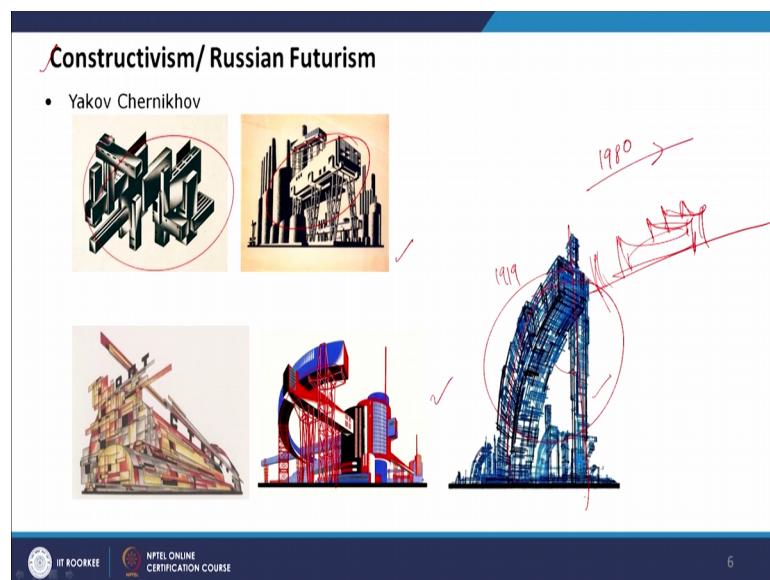 Constructivism/ Russian Futurism
• Yakov Chernikhov
1980
1919
IIT ROORKEE
NPTEL ONLINE
CERTIFICATION COURSE
6